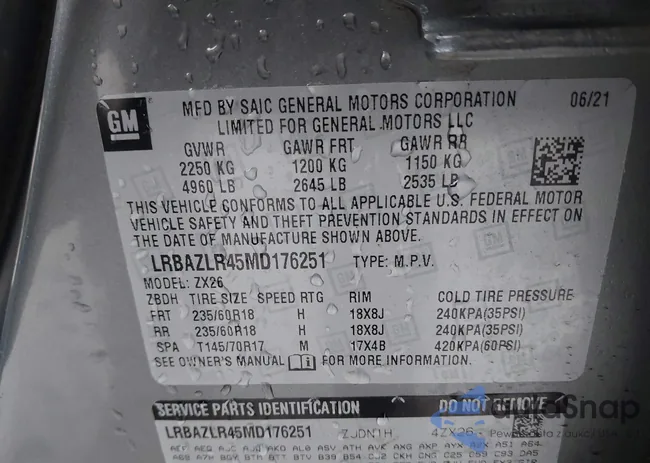 GM
MFD BY SAIC GENERAL MOTORS CORPORATION 06/21
LIMITED FOR GENERAL MOTORS LLC
GVWR GAWR FRT GAWR RR
2250 KG 1200 KG 1150 KG
4960 LB 2645 LB 2535 LB
THIS VEHICLE CONFORMS TO ALL APPLICABLE U.S. FEDERAL MOTOR
VEHICLE SAFETY AND THEFT PREVENTION STANDARDS IN EFFECT ON
THE DATE OF MANUFACTURE SHOWN ABOVE.
LRBAZLR45MD176251 TYPE: M.P.V.
MODEL: ZX26
ZBDH TIRE SIZE SPEED RTG RIM COLD TIRE PRESSURE
FRT 235/60R18 H 18X8J 240KPA(35PSI)
RR 235/60R18 H 18X8J 240KPA(35PSI)
SPA T145/70R17 M 17X4B 420KPA(60PSI)
SEE OWNER'S MANUAL FOR MORE INFORMATION.
SERVICE PARTS IDENTIFICATION DO NOT REMOVE
LRBAZLR45MD176251 ZJDN1H 4ZX26